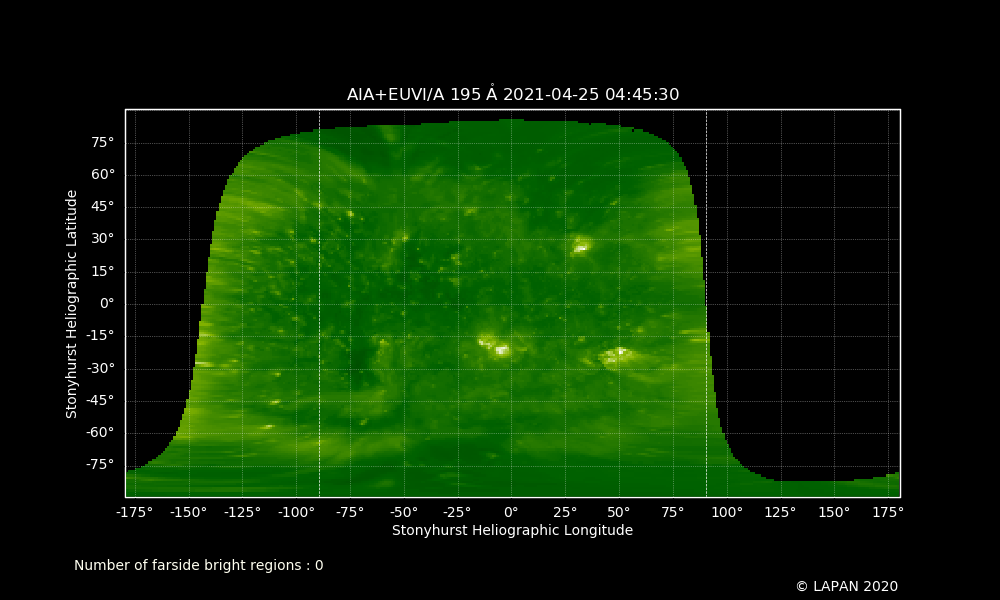 AIA+EUVI/A 195 Å 2021-04-25 04:45:30
Stonyhurst Heliographic Latitude
75°
60°
45°
30°
15°
0°
-15°
-30°
-45°
-60°
-75°
-175° -150° -125° -100° -75° -50° -25° 0° 25° 50° 75° 100° 125° 150° 175°
Stonyhurst Heliographic Longitude
Number of farside bright regions : 0
© LAPAN 2020